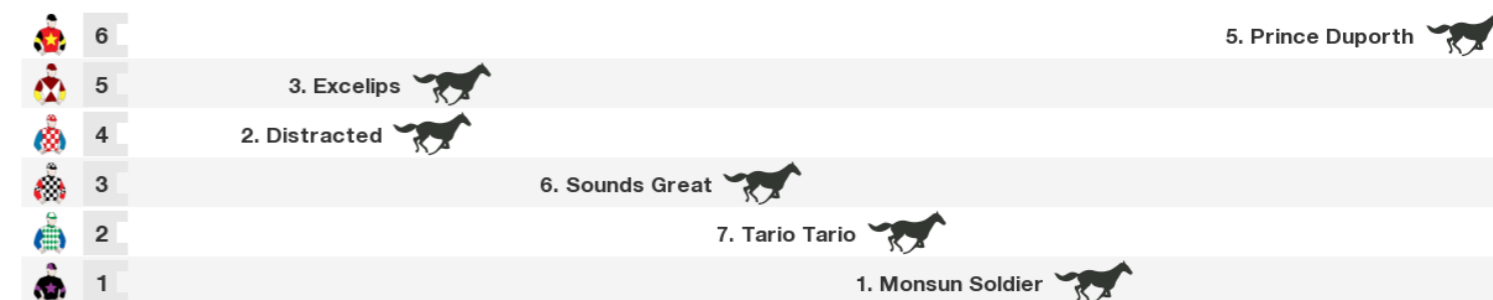 6 5. Prince Duporth
5 3. Excelips
4 2. Distracted
3 6. Sounds Great
2 7. Tario Tario
1 1. Monsun Soldier